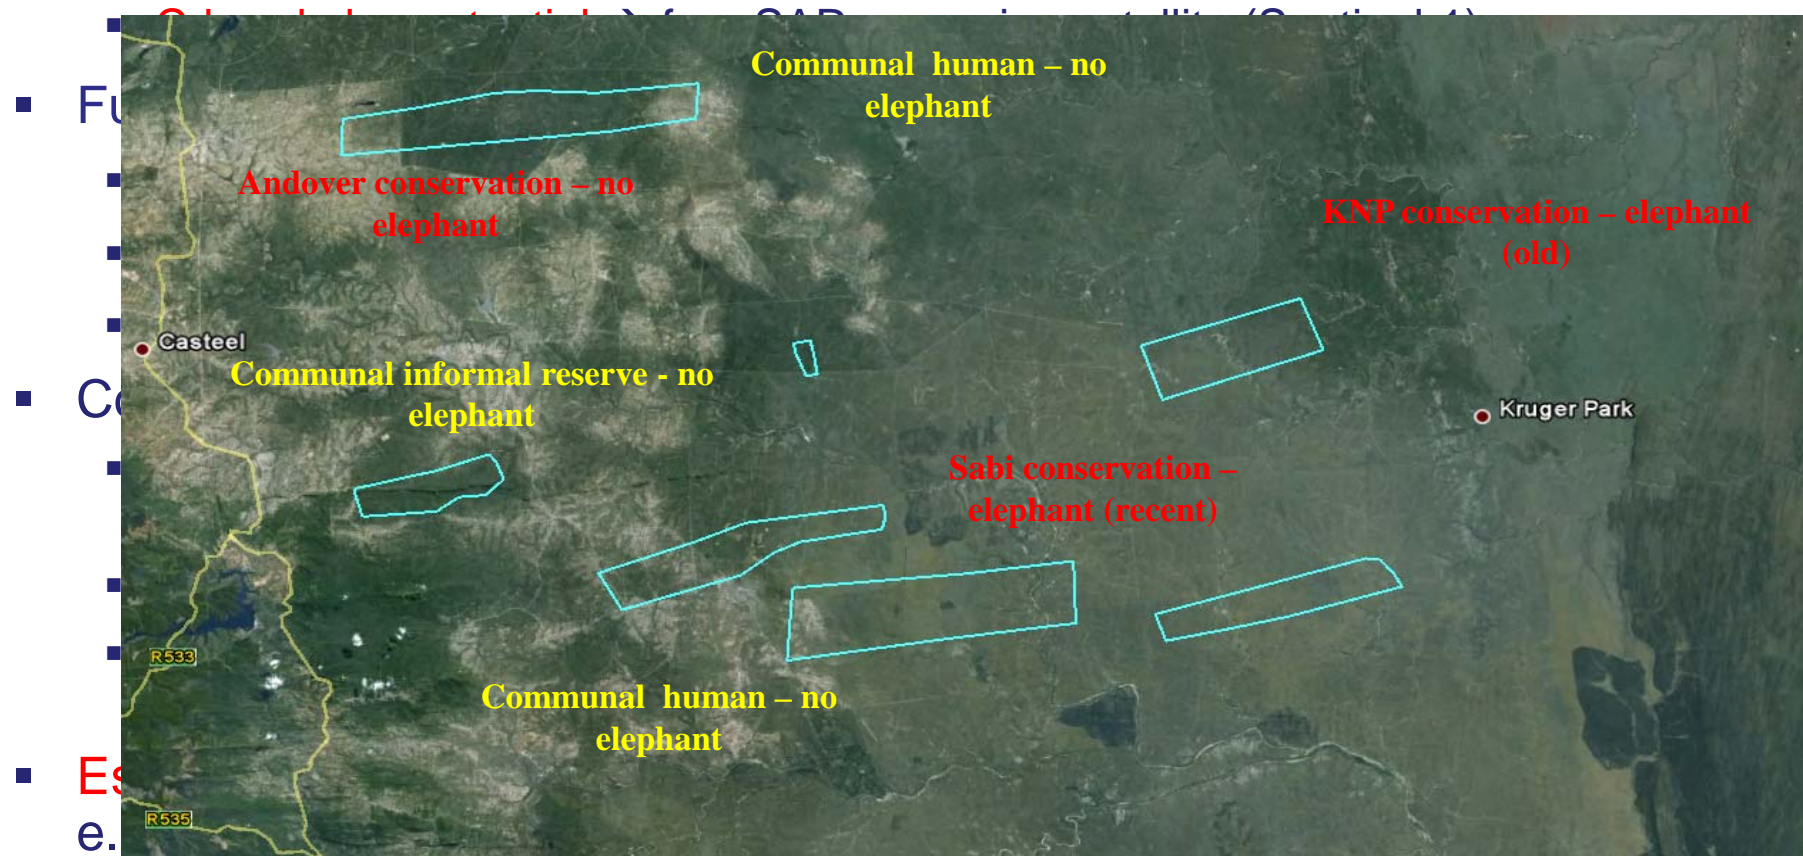 Communal human – no
elephant
Andover conservation – no
elephant
KNP conservation – elephant
(old)
Casteel
Communal informal reserve - no
elephant
Kruger Park
Sabi conservation –
elephant (recent)
R533
Communal human – no
elephant
R535